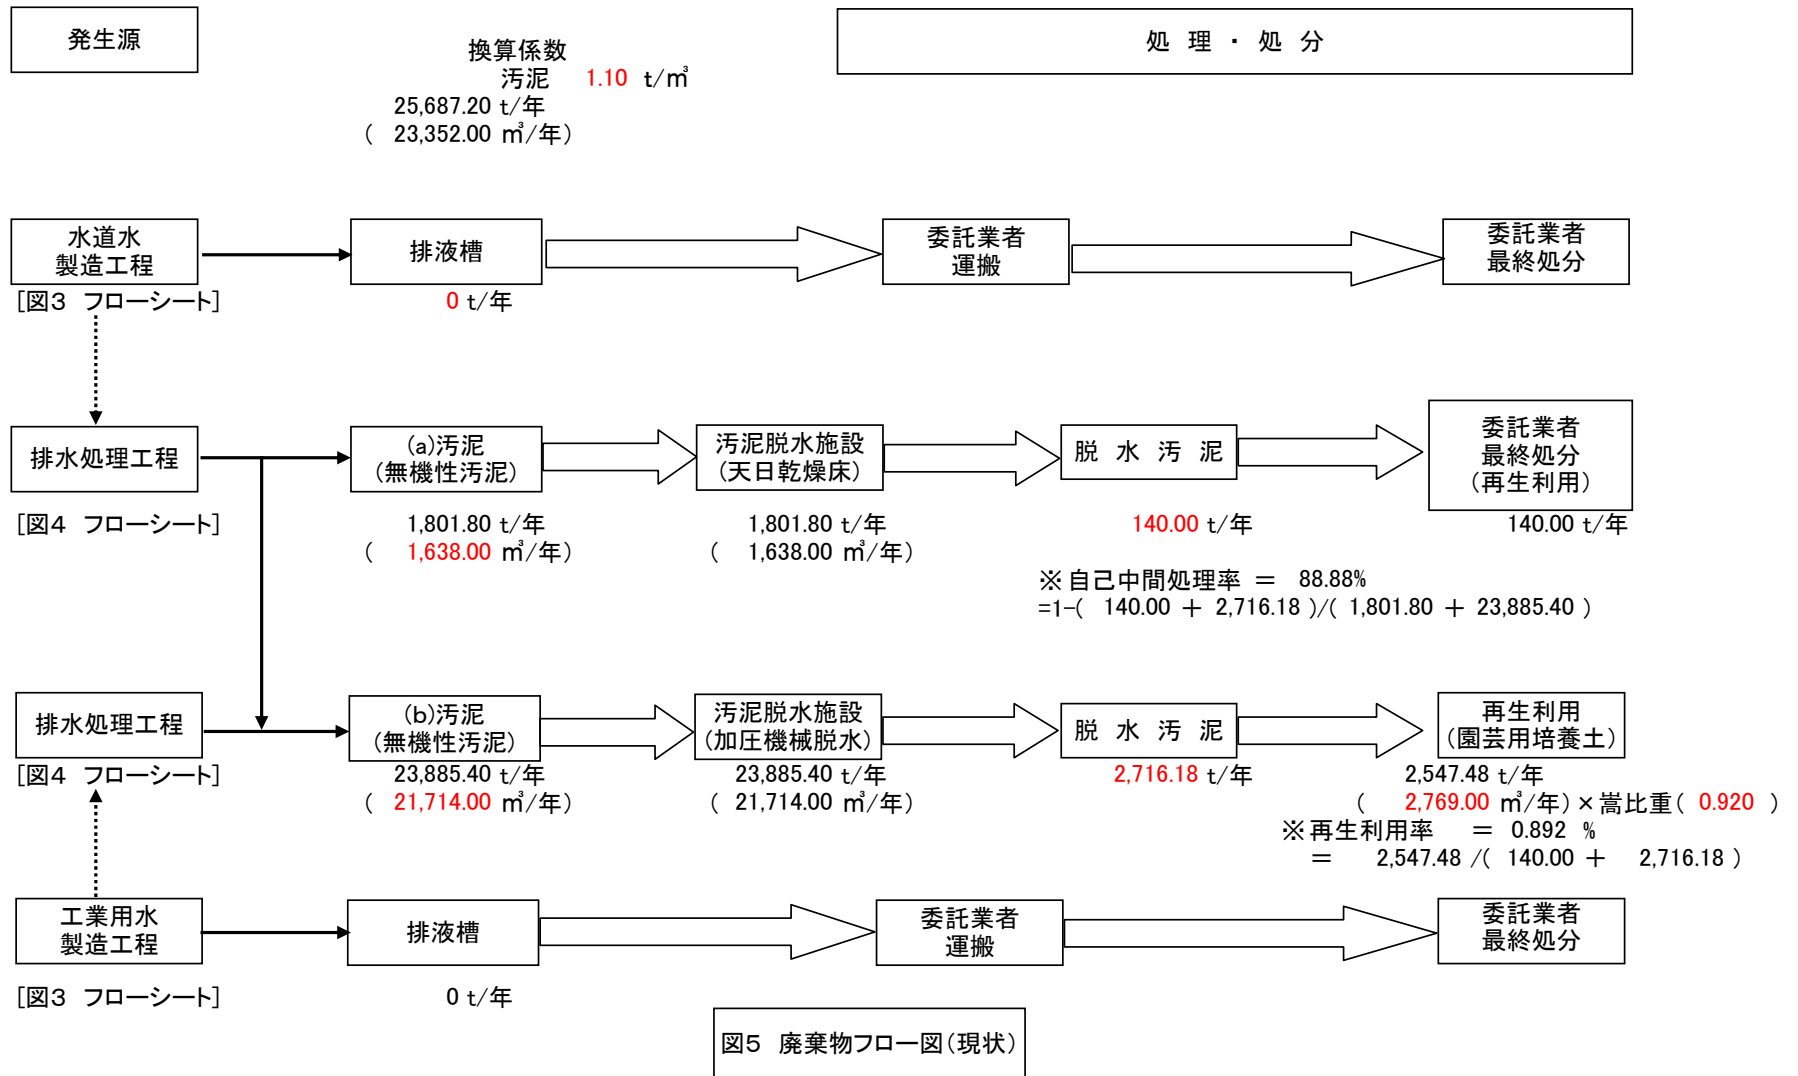 発生源
処 理 ・ 処 分
換算係数
汚泥 1.10 t/㎥
25,687.20 t/年
( 23,352.00 ㎥/年)
水道水
製造工程
排液槽
委託業者
運搬
委託業者
最終処分
[図3 フローシート]
0 t/年
排水処理工程
(a)汚泥
(無機性汚泥)
汚泥脱水施設
(天日乾燥床)
脱 水 汚 泥
委託業者
最終処分
(再生利用)
[図4 フローシート]
1,801.80 t/年
( 1,638.00 ㎥/年)
1,801.80 t/年
( 1,638.00 ㎥/年)
140.00 t/年
140.00 t/年
※自己中間処理率 = 88.88%
=1-( 140.00 + 2,716.18 )/( 1,801.80 + 23,885.40 )
排水処理工程
(b)汚泥
(無機性汚泥)
汚泥脱水施設
(加圧機械脱水)
脱 水 汚 泥
再生利用
(園芸用培養土)
[図4 フローシート]
23,885.40 t/年
( 21,714.00 ㎥/年)
23,885.40 t/年
( 21,714.00 ㎥/年)
2,716.18 t/年
2,547.48 t/年
( 2,769.00 ㎥/年)×嵩比重( 0.920 )
※再生利用率 = 0.892 %
= 2,547.48 /( 140.00 + 2,716.18 )
工業用水
製造工程
排液槽
委託業者
運搬
委託業者
最終処分
[図3 フローシート]
0 t/年
図5 廃棄物フロー図(現状)